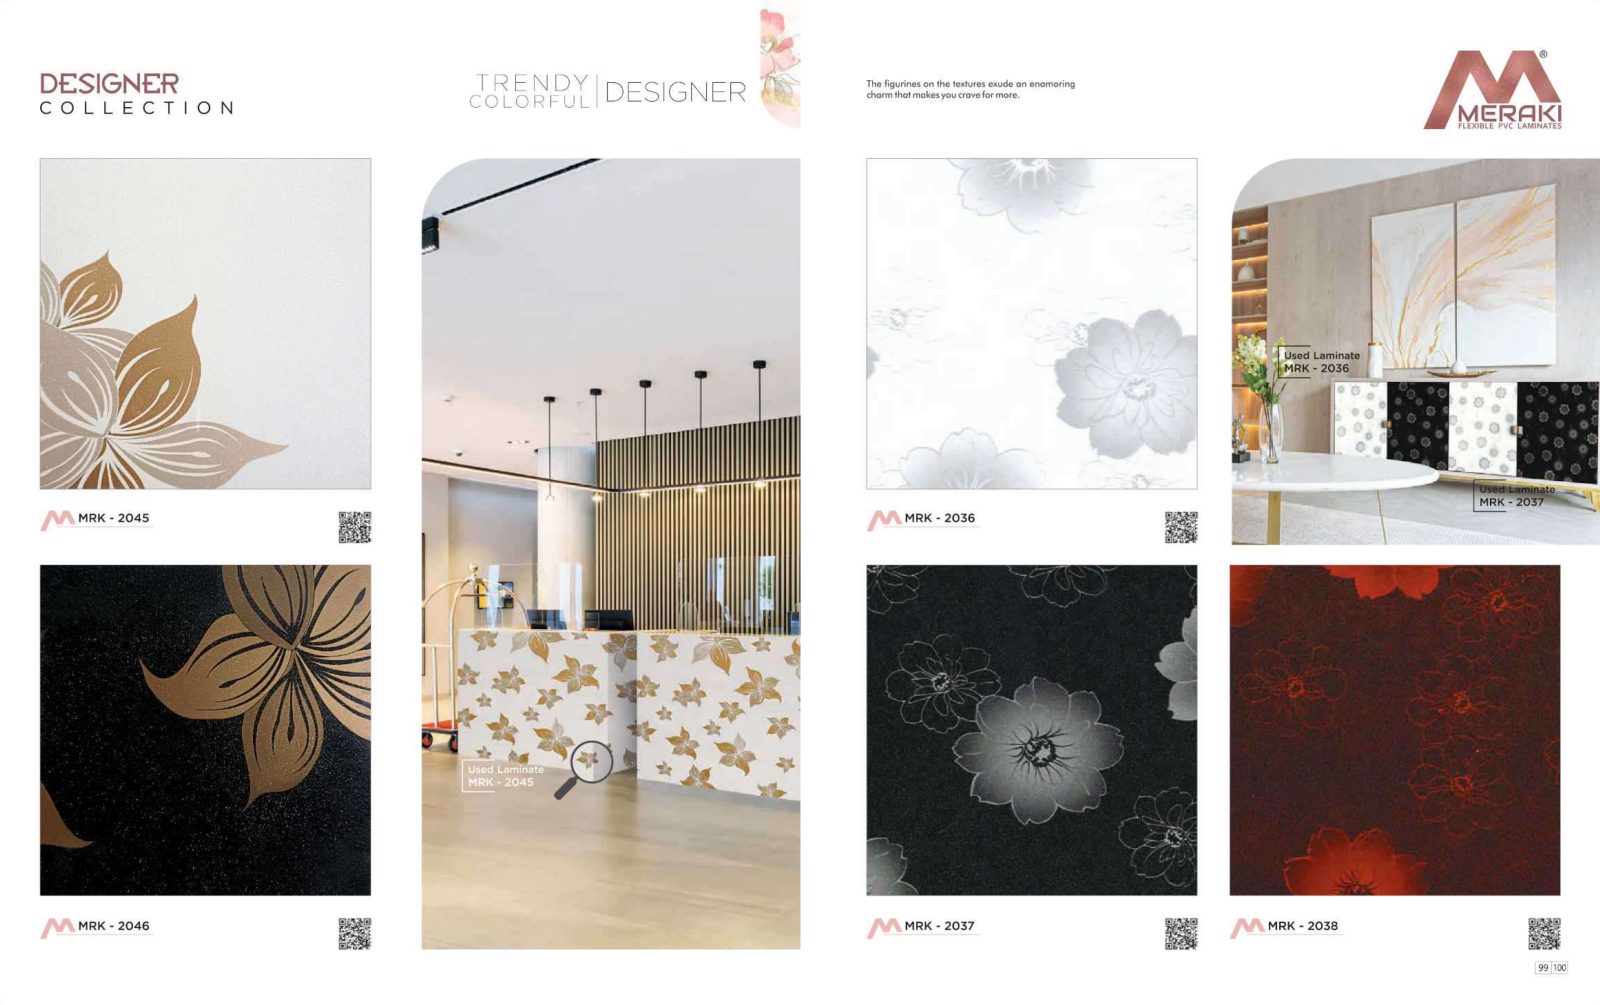 DESIGNER
COLLECTION
TRENDY
COLORFUL
DESIGNER
MRK - 2045
Used Laminate
MRK - 2045
MRK - 2046
The figurines on the textures exude an enamoring
charm that makes you crave for more.
®
MERAKI
FLEXIBLE PVC LAMINATES
MRK - 2036
Used Laminate
MRK - 2036
Used Laminate
MRK - 2037
MRK - 2037
MRK - 2038
99 100